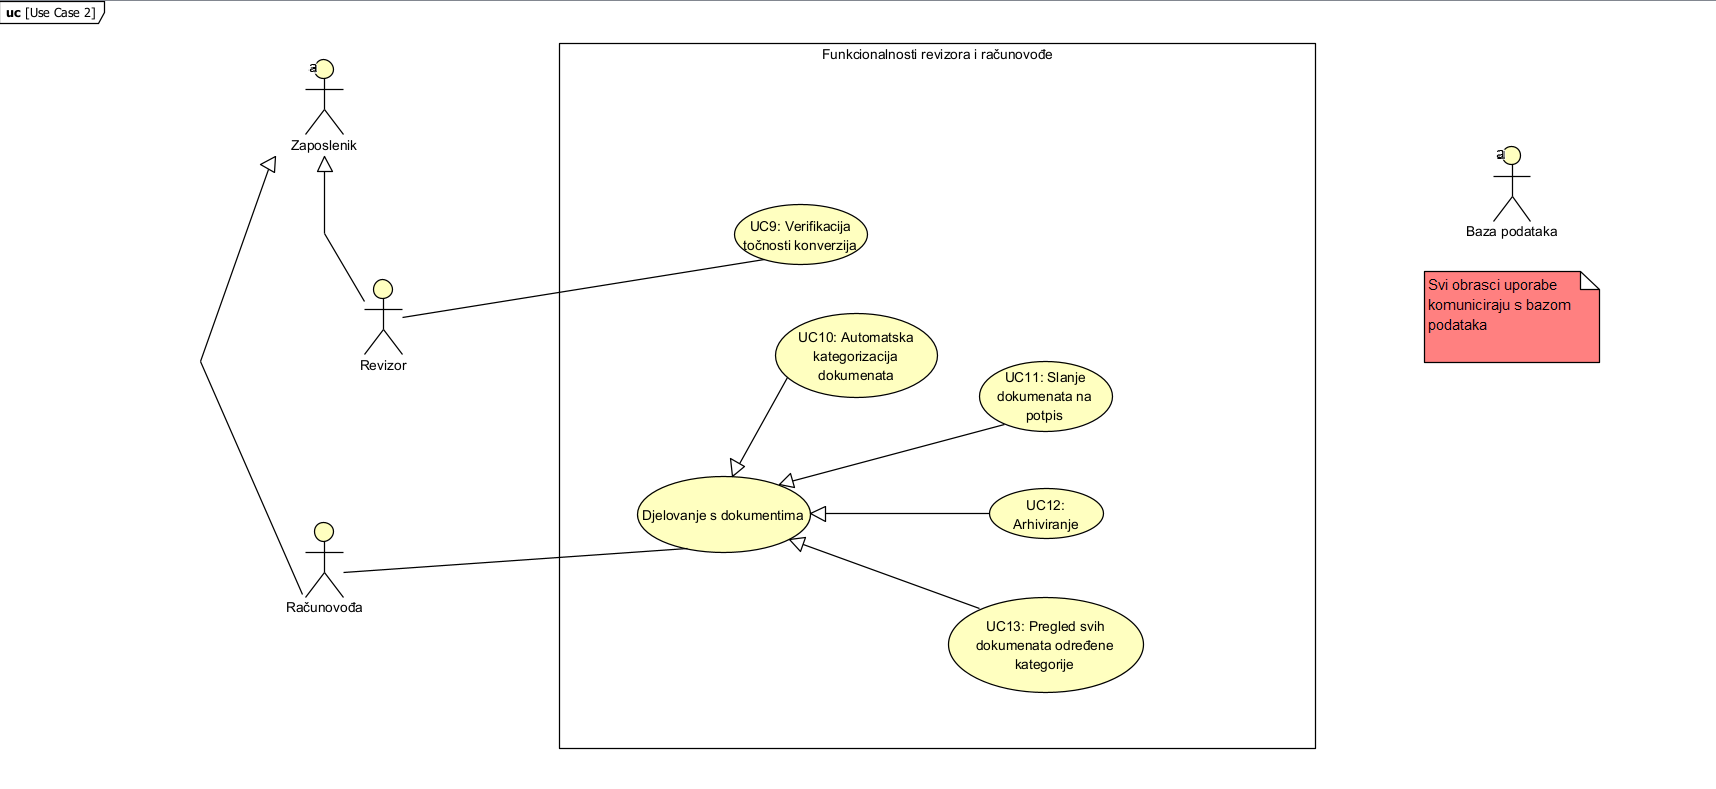 uc [Use Case 2]
Funkcionalnosti revizora i računovođe
a
Zaposlenik
a
Baza podataka
UC9: Verifikacija
točnosti konverzija
Svi obrasci uporabe
komuniciraju s bazom
podataka
Revizor
UC10: Automatska
kategorizacija
dokumenata
UC11: Slanje
dokumenata na
potpis
Djelovanje s dokumentima
UC12:
Arhiviranje
Računovođa
UC13: Pregled svih
dokumenata određene
kategorije